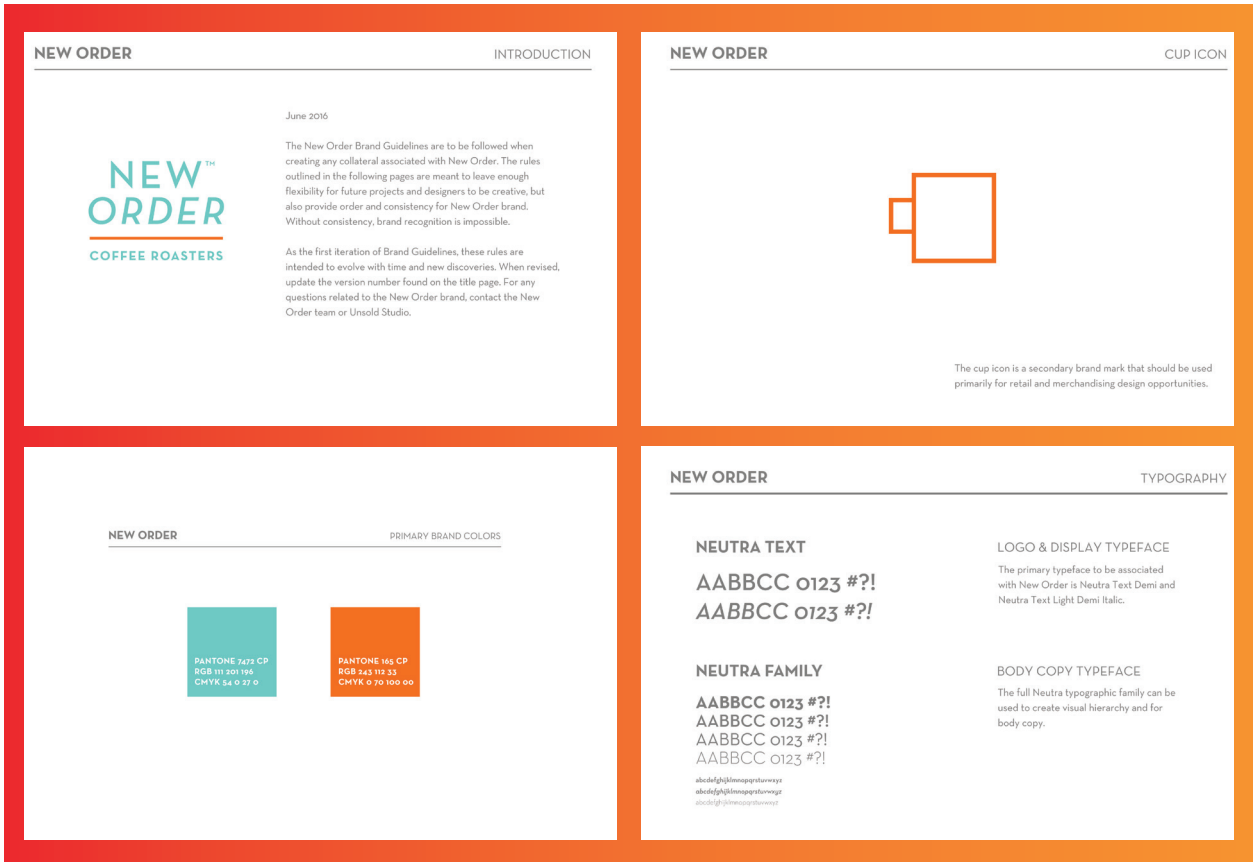 NEW ORDER
INTRODUCTION
NEW™
ORDER
COFFEE ROASTERS
June 2016
The New Order Brand Guidelines are to be followed when
creating any collateral associated with New Order. The rules
outlined in the following pages are meant to leave enough
flexibility for future projects and designers to be creative, but
also provide order and consistency for New Order brand.
Without consistency, brand recognition is impossible.
As the first iteration of Brand Guidelines, these rules are
intended to evolve with time and new discoveries. When revised,
update the version number found on the title page. For any
questions related to the New Order brand, contact the New
Order team or Unsold Studio.
NEW ORDER
CUP ICON
The cup icon is a secondary brand mark that should be used
primarily for retail and merchandising design opportunities.
NEW ORDER
PRIMARY BRAND COLORS
PANTONE 7472 CP
RGB 111 201 196
CMYK 54 0 27 0
PANTONE 165 CP
RGB 243 112 33
CMYK 0 70 100 00
NEW ORDER
TYPOGRAPHY
NEUTRA TEXT
AABBCC 0123 #?!
AABBCC 0123 #?!
LOGO & DISPLAY TYPEFACE
The primary typeface to be associated
with New Order is Neutra Text Demi and
Neutra Text Light Demi Italic.
NEUTRA FAMILY
AABBCC 0123 #?!
AABBCC 0123 #?!
AABBCC 0123 #?!
AABBCC 0123 #?!
abcdefghijklmnopqrstuvwxyz
abcdefghijklmnopqrstuvwxyz
abcdefghijklmnopqrstuvwxyz
BODY COPY TYPEFACE
The full Neutra typographic family can be
used to create visual hierarchy and for
body copy.